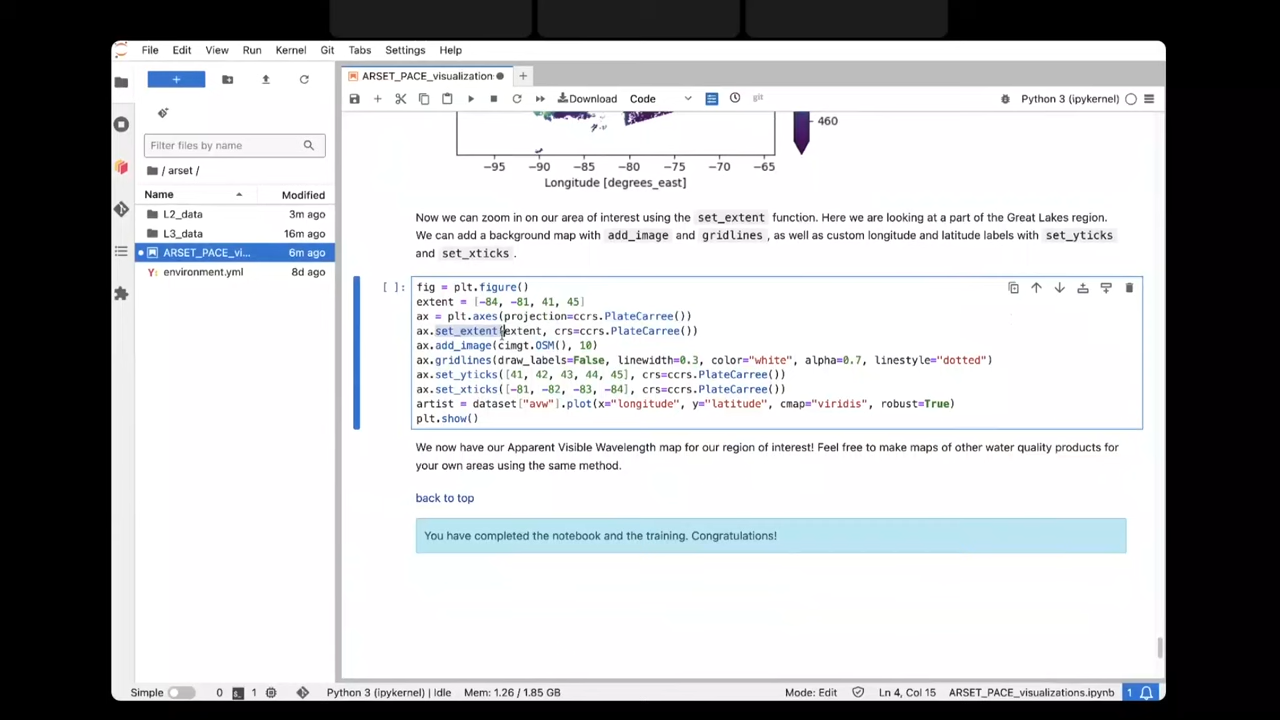 File Edit View Run Kernel Git Tabs Settings Help
ARSET_PACE_visualization
Download Code git Python 3 (ipykernel)
Filter files by name
/ arset /
Name Modified
L2_data 3m ago
L3_data 16m ago
ARSET_PACE_vi... 6m ago
Y: environment.yml 8d ago
460
−95 −90 −85 −80 −75 −70 −65
Longitude [degrees_east]
Now we can zoom in on our area of interest using the set_extent function. Here we are looking at a part of the Great Lakes region.
We can add a background map with add_image and gridlines , as well as custom longitude and latitude labels with set_yticks
and set_xticks .
[ ]: fig = plt.figure()
extent = [-84, -81, 41, 45]
ax = plt.axes(projection=ccrs.PlateCarree())
ax.set_extent(extent, crs=ccrs.PlateCarree())
ax.add_image(cimgt.OSM(), 10)
ax.gridlines(draw_labels=False, linewidth=0.3, color="white", alpha=0.7, linestyle="dotted")
ax.set_yticks([41, 42, 43, 44, 45], crs=ccrs.PlateCarree())
ax.set_xticks([-81, -82, -83, -84], crs=ccrs.PlateCarree())
artist = dataset["avw"].plot(x="longitude", y="latitude", cmap="viridis", robust=True)
plt.show()
We now have our Apparent Visible Wavelength map for our region of interest! Feel free to make maps of other water quality products for
your own areas using the same method.
back to top
You have completed the notebook and the training. Congratulations!
Simple 0 1 Python 3 (ipykernel) | Idle Mem: 1.26 / 1.85 GB Mode: Edit Ln 4, Col 15 ARSET_PACE_visualizations.ipynb 1